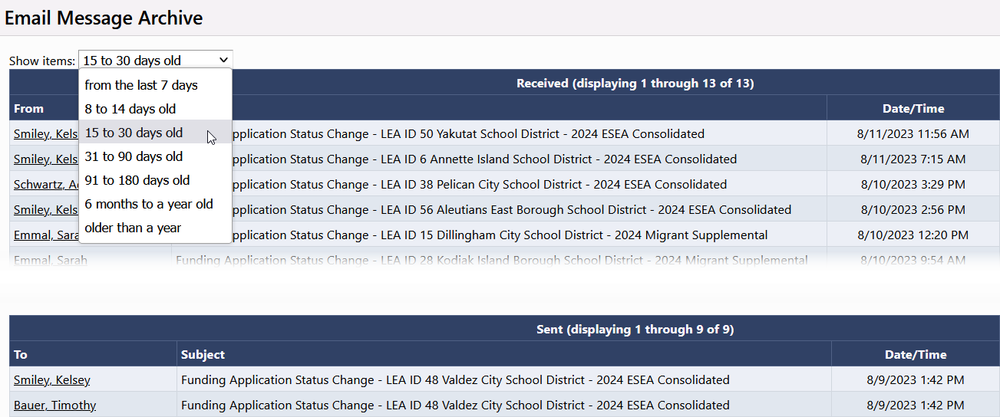 Email Message Archive
Show items: 15 to 30 days old
from the last 7 days
8 to 14 days old
15 to 30 days old
31 to 90 days old
91 to 180 days old
6 months to a year old
older than a year
Received (displaying 1 through 13 of 13)
From Date/Time
Smiley, Kels pplication Status Change - LEA ID 50 Yakutat School District - 2024 ESEA Consolidated 8/11/2023 11:56 AM
Smiley, Kels pplication Status Change - LEA ID 6 Annette Island School District - 2024 ESEA Consolidated 8/11/2023 7:15 AM
Schwartz, A pplication Status Change - LEA ID 38 Pelican City School District - 2024 ESEA Consolidated 8/10/2023 3:29 PM
Smiley, Kels pplication Status Change - LEA ID 56 Aleutians East Borough School District - 2024 ESEA Consolidated 8/10/2023 2:56 PM
Emmal, Sara pplication Status Change - LEA ID 15 Dillingham City School District - 2024 Migrant Supplemental 8/10/2023 12:20 PM
Emmal, Sarah Funding Application Status Change - LEA ID 28 Kodiak Island Borough School District - 2024 Migrant Supplemental 8/10/2023 9:54 AM
Sent (displaying 1 through 9 of 9)
To Subject Date/Time
Smiley, Kelsey Funding Application Status Change - LEA ID 48 Valdez City School District - 2024 ESEA Consolidated 8/9/2023 1:42 PM
Bauer, Timothy Funding Application Status Change - LEA ID 48 Valdez City School District - 2024 ESEA Consolidated 8/9/2023 1:42 PM